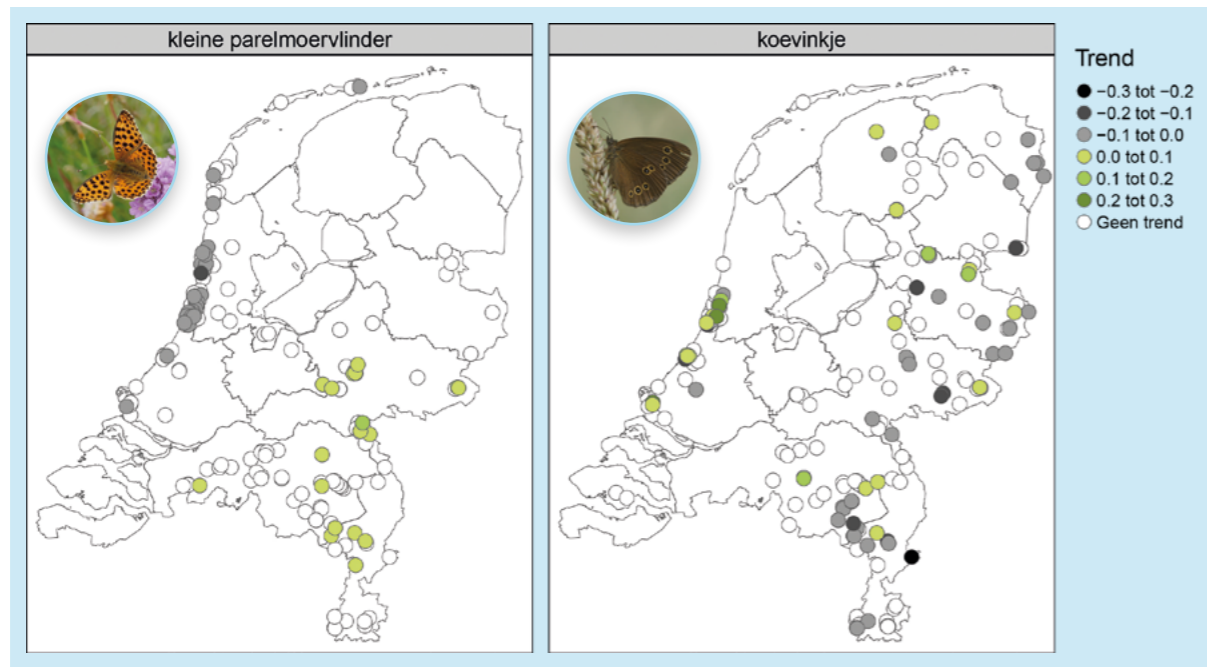 kleine parelmoervlinder
koevinkje
Trend
−0.3 tot −0.2
−0.2 tot −0.1
−0.1 tot 0.0
0.0 tot 0.1
0.1 tot 0.2
0.2 tot 0.3
Geen trend